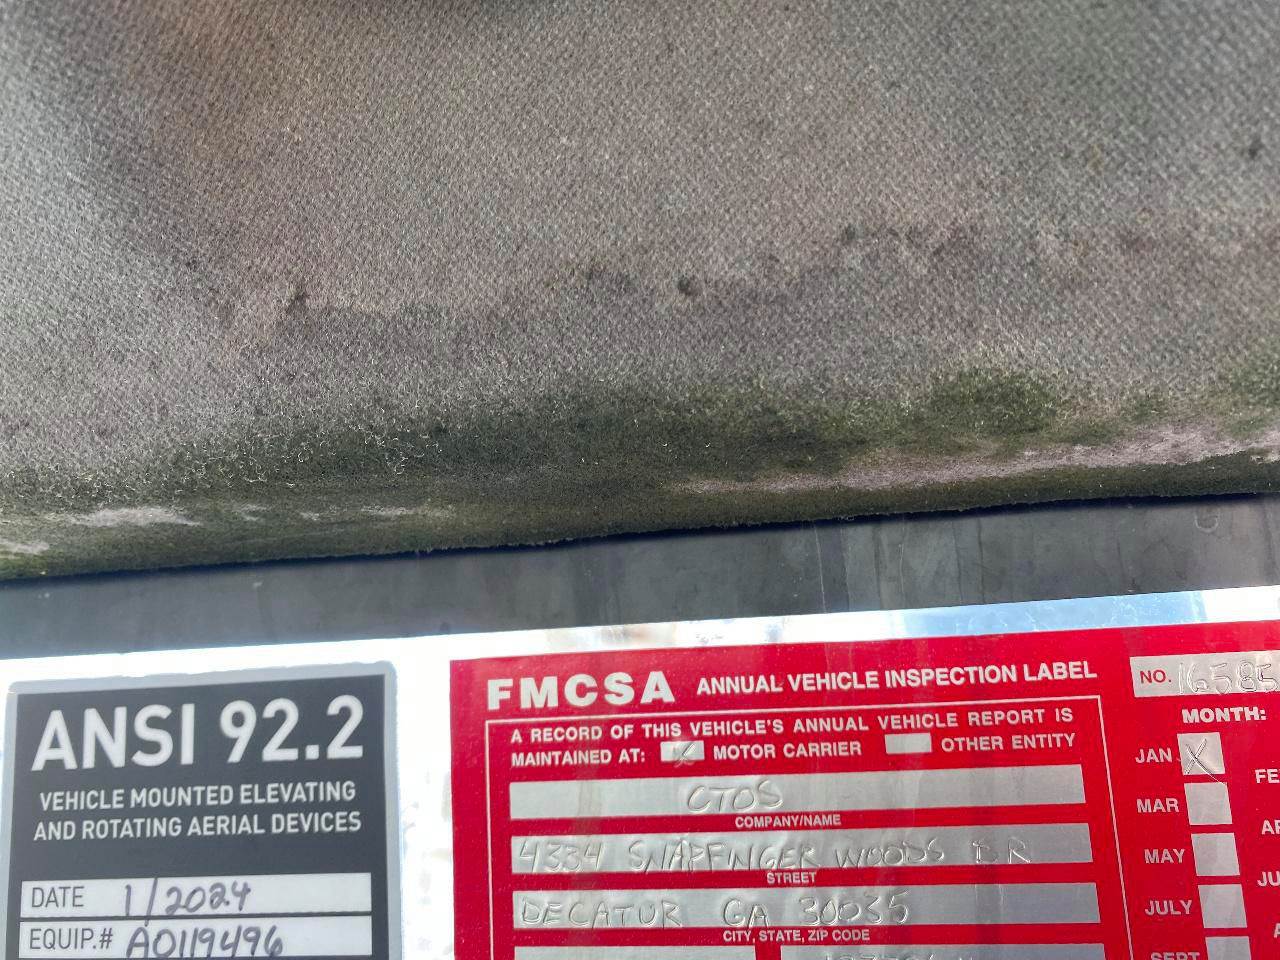 ANSI 92.2
VEHICLE MOUNTED ELEVATING
AND ROTATING AERIAL DEVICES
DATE 1/2024
EQUIP.# A0119496
FMCSA ANNUAL VEHICLE INSPECTION LABEL
A RECORD OF THIS VEHICLE'S ANNUAL VEHICLE REPORT IS
MAINTAINED AT: X MOTOR CARRIER OTHER ENTITY
CTOS
COMPANY/NAME
4334 SNAPFINGER WOODS DR
STREET
DECATUR GA 30035
CITY, STATE, ZIP CODE
NO. 16585
MONTH:
JAN X
MAR
MAY
JULY
SEPT